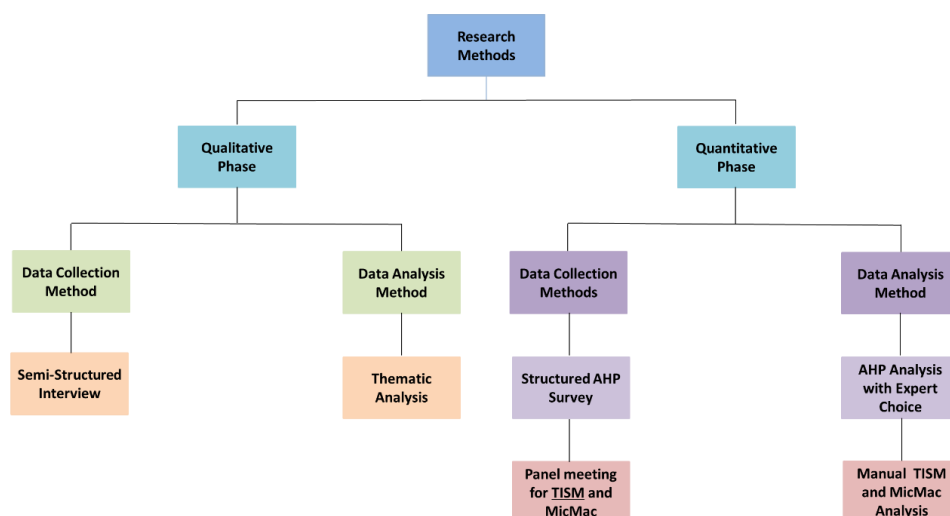 Research
Methods
Qualitative
Phase
Quantitative
Phase
Data Collection
Method
Data Analysis
Method
Data Collection
Methods
Data Analysis
Method
Semi-Structured
Interview
Thematic
Analysis
Structured AHP
Survey
AHP Analysis
with Expert
Choice
Panel meeting
for TISM and
MicMac
Manual TISM
and MicMac
Analysis